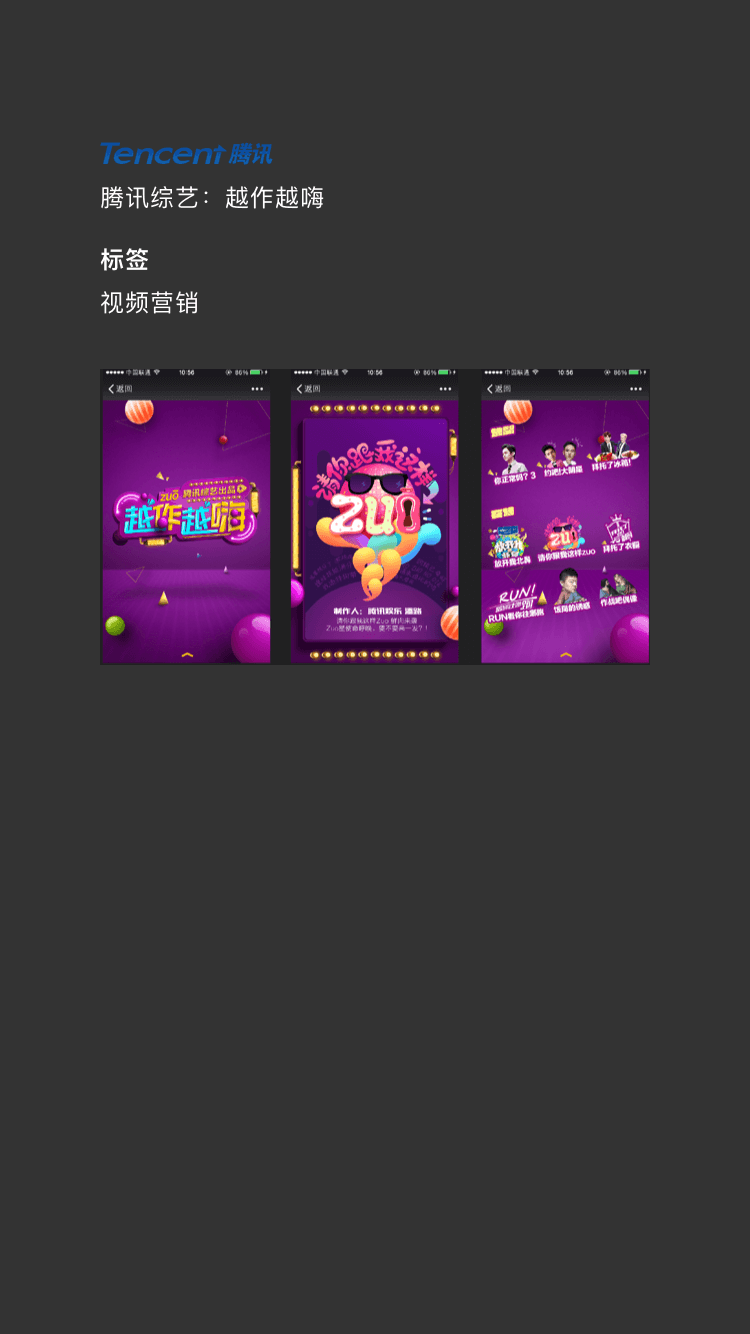 Tencent 腾讯
腾讯综艺：越作越嗨
标签
视频营销
中国联通 10:56 86%
返回
zuo 腾讯综艺出品
越作越嗨
中国联通 10:56 86%
返回
请你跟我这样
ZUO
制作人：腾讯娱乐 潘路
中国联通 10:56 86%
返回
你正常吗？3 约吧!大明星 拜托了冰箱!
放开我北鼻 请你跟我这样zuo 拜托了衣橱
RUN!
RUN看你往哪跑 饭局的诱惑 作战吧偶像